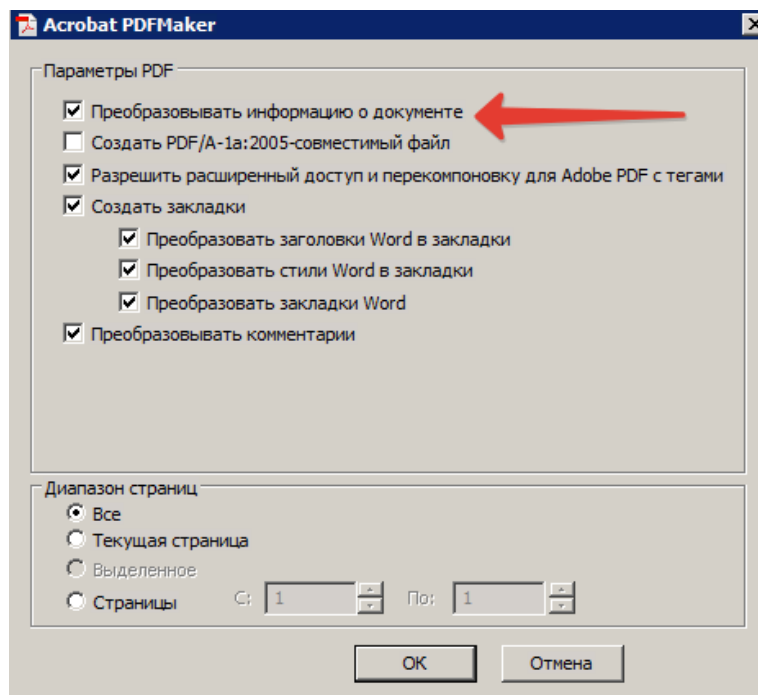 Acrobat PDFMaker
Параметры PDF
Преобразовывать информацию о документе
Создать PDF/A-1a:2005-совместимый файл
Разрешить расширенный доступ и перекомпоновку для Adobe PDF с тегами
Создать закладки
Преобразовать заголовки Word в закладки
Преобразовать стили Word в закладки
Преобразовать закладки Word
Преобразовывать комментарии
Диапазон страниц
Все
Текущая страница
Выделенное
Страницы С: 1 По: 1
OK Отмена